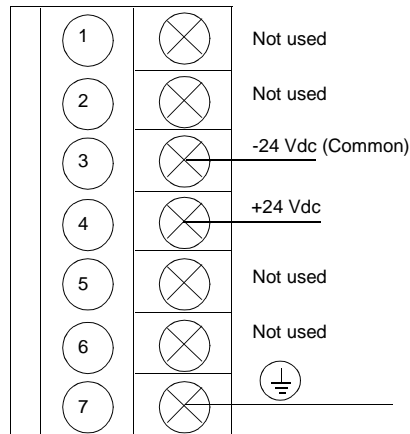 1 Not used
2 Not used
3 -24 Vdc (Common)
4 +24 Vdc
5 Not used
6 Not used
7